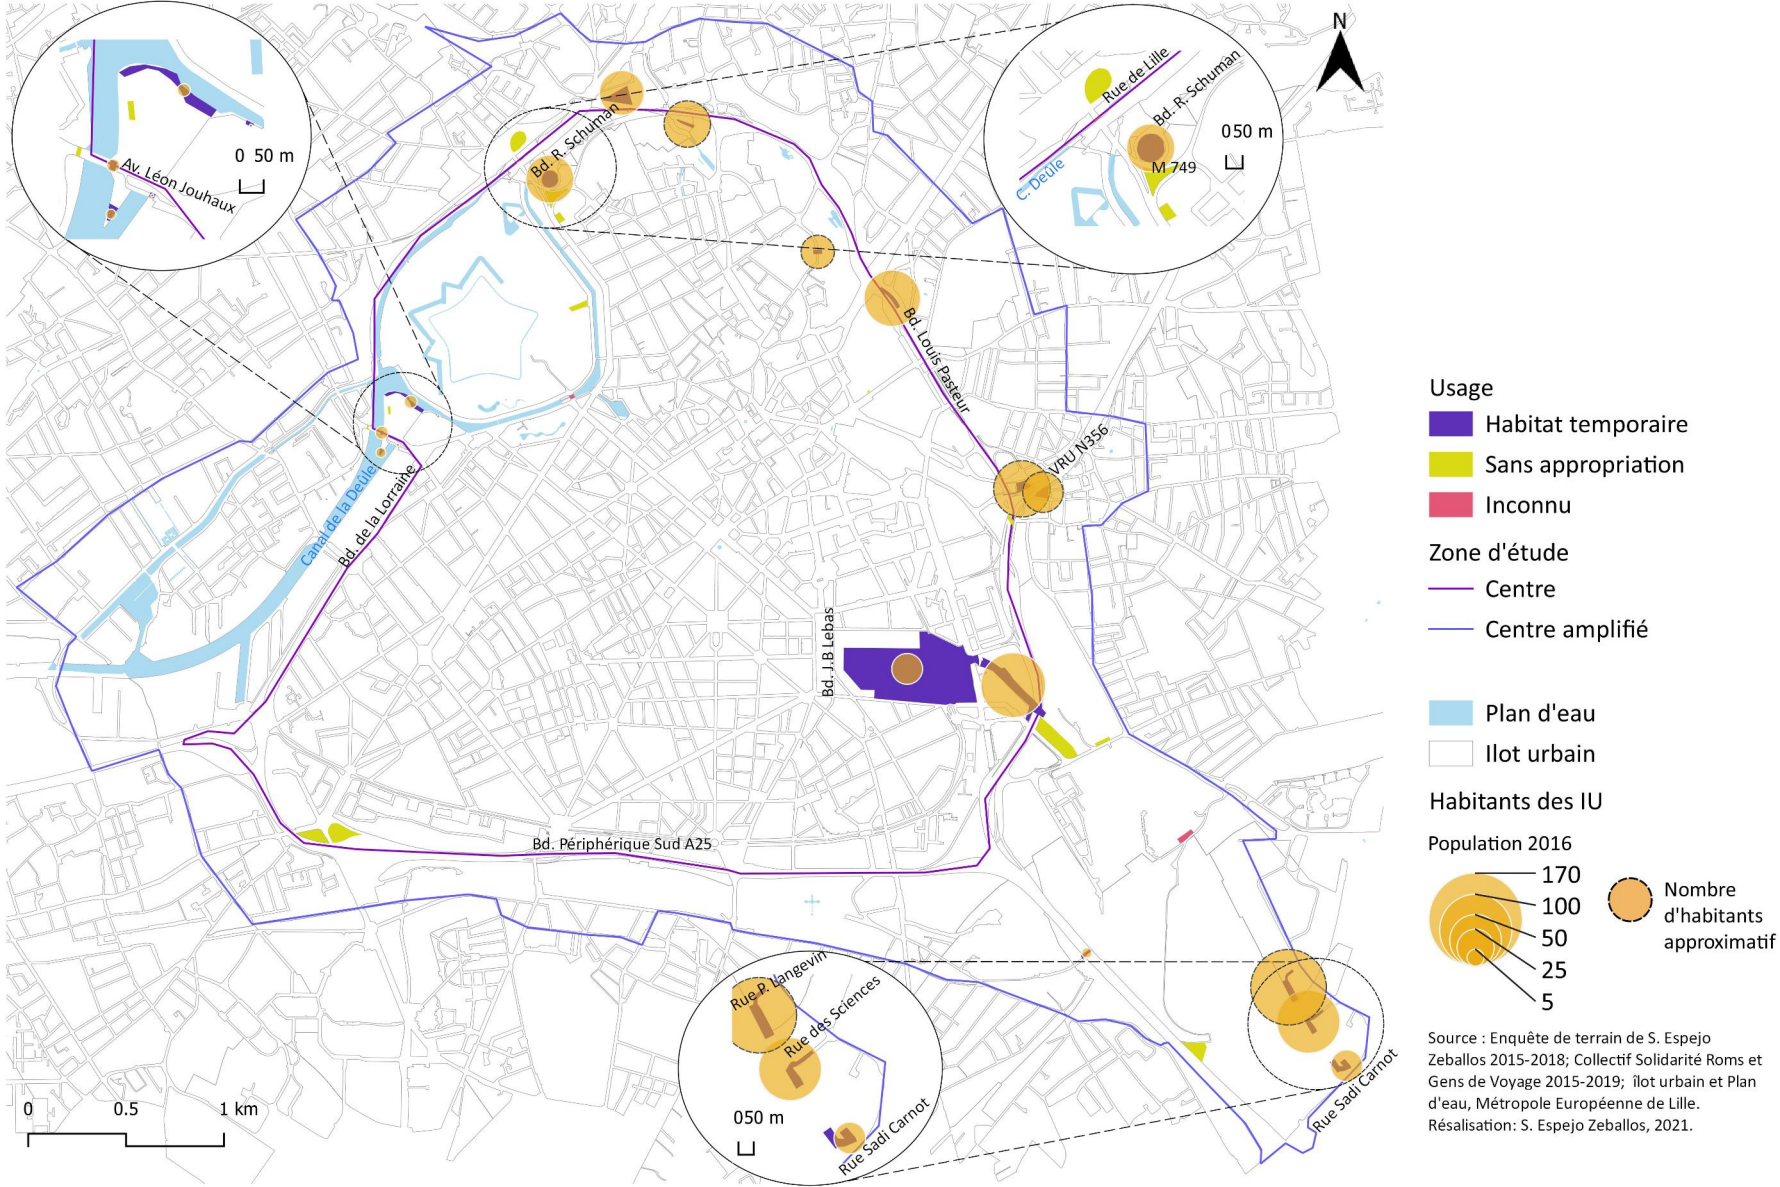 N
Rue de Lille
Bd. R. Schuman
050 m
M 749
C. Deûle
0 50 m
Av. Léon Jouhaux
Bd. R. Schuman
Bd. Louis Pasteur
VRU N356
Canal de la Deûle
Bd. de la Lorraine
Bd. J.B Lebas
Bd. Périphérique Sud A25
Rue P. Langevin
Rue des Sciences
050 m
Rue Sadi Carnot
Rue Sadi Carnot
0 0.5 1 km
Usage
Habitat temporaire
Sans appropriation
Inconnu
Zone d'étude
Centre
Centre amplifié
Plan d'eau
Ilot urbain
Habitants des IU
Population 2016
170
100
50
25
5
Nombre
d'habitants
approximatif
Source : Enquête de terrain de S. Espejo
Zeballos 2015-2018; Collectif Solidarité Roms et
Gens de Voyage 2015-2019; îlot urbain et Plan
d'eau, Métropole Européenne de Lille.
Résalisation: S. Espejo Zeballos, 2021.